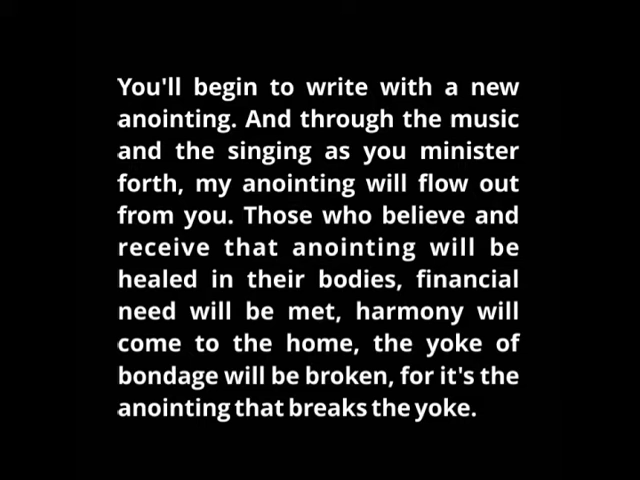 You'll begin to write with a new
anointing. And through the music
and the singing as you minister
forth, my anointing will flow out
from you. Those who believe and
receive that anointing will be
healed in their bodies, financial
need will be met, harmony will
come to the home, the yoke of
bondage will be broken, for it's the
anointing that breaks the yoke.